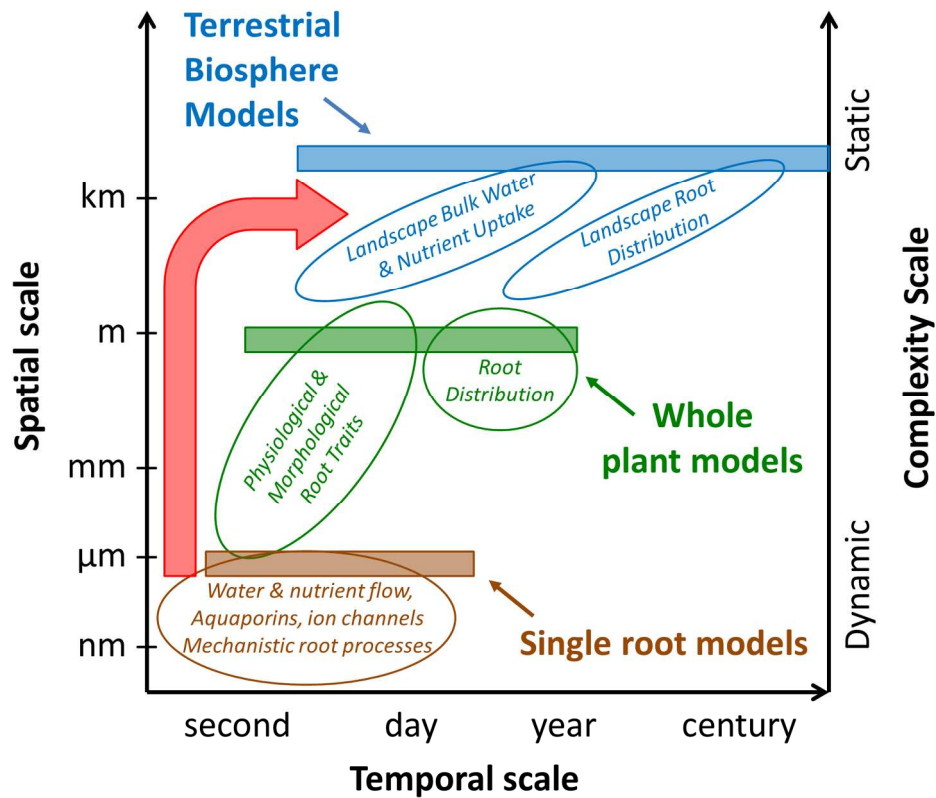 Terrestrial
Biosphere
Models
Static
km
Landscape Bulk Water
& Nutrient Uptake
Landscape Root
Distribution
Spatial scale
Complexity Scale
m
Root
Distribution
Physiological &
Morphological
Root Traits
Whole
plant models
mm
μm
Water & nutrient flow,
Aquaporins, ion channels
Mechanistic root processes
Dynamic
Single root models
nm
second
day
year
century
Temporal scale